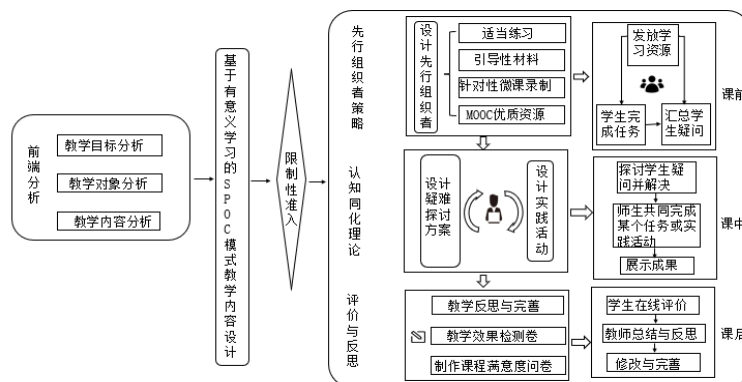 前端分析
教学目标分析
教学对象分析
教学内容分析
基于有意义学习的SPOC模式教学内容设计
限制性准入
先行组织者策略
设计先行组织者
适当练习
引导性材料
针对性微课录制
MOOC优质资源
发放学
习资源
学生完
成任务
汇总学
生疑问
课前
认知同化理论
设计
疑难
探讨
方案
设计实践活动
探讨学生疑
问并解决
师生共同完成
某个任务或实
践活动
展示成果
课中
评价与反思
教学反思与完善
教学效果检测卷
制作课程满意度问卷
学生在线评价
教师总结与反思
修改与完善
课后